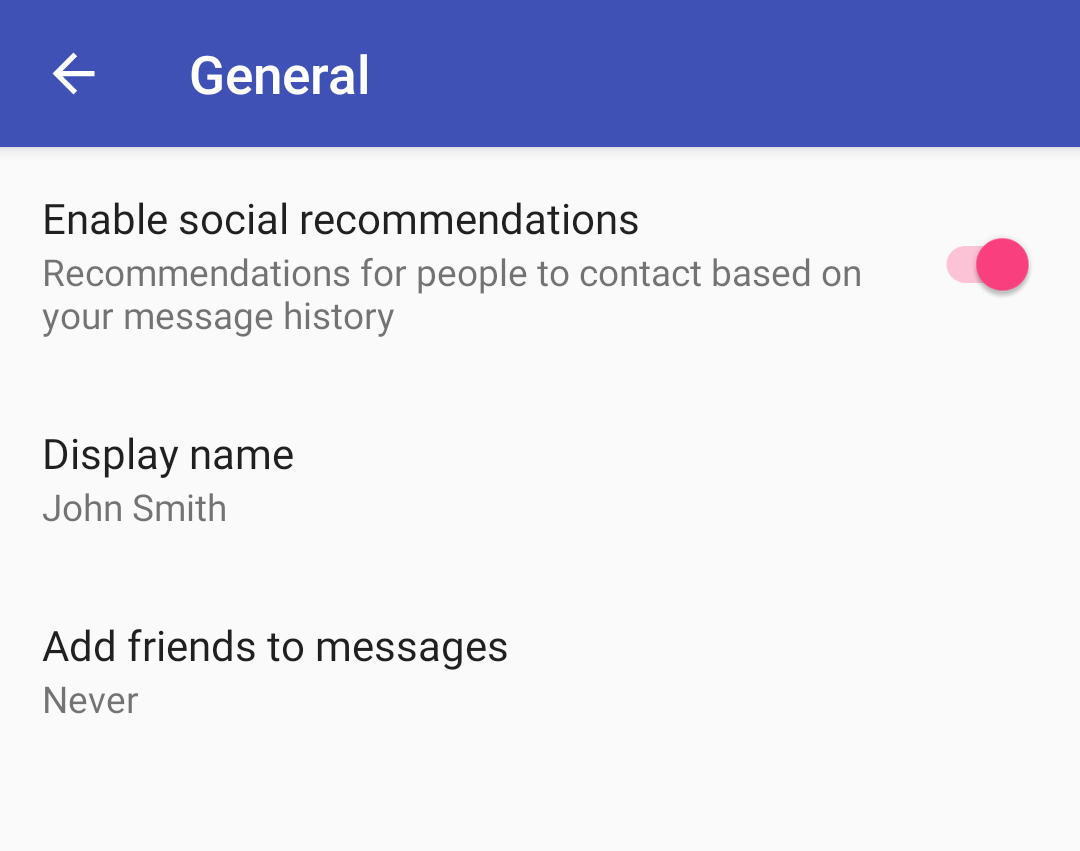 General
Enable social recommendations
Recommendations for people to contact based on
your message history
Display name
John Smith
Add friends to messages
Never